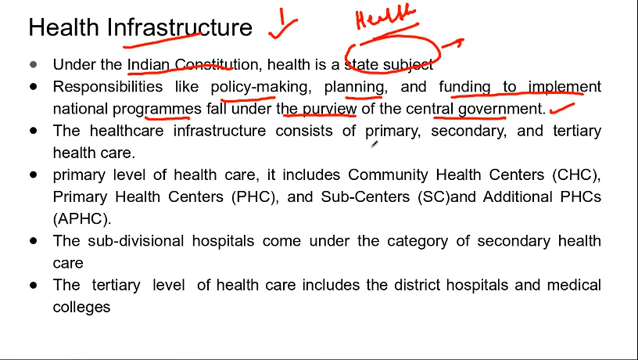 Health Infrastructure 1
Health
● Under the Indian Constitution, health is a state subject
● Responsibilities like policy-making, planning, and funding to implement
national programmes fall under the purview of the central government.
● The healthcare infrastructure consists of primary, secondary, and tertiary
health care.
● primary level of health care, it includes Community Health Centers (CHC),
Primary Health Centers (PHC), and Sub-Centers (SC)and Additional PHCs
(APHC).
● The sub-divisional hospitals come under the category of secondary health
care
● The tertiary level of health care includes the district hospitals and medical
colleges